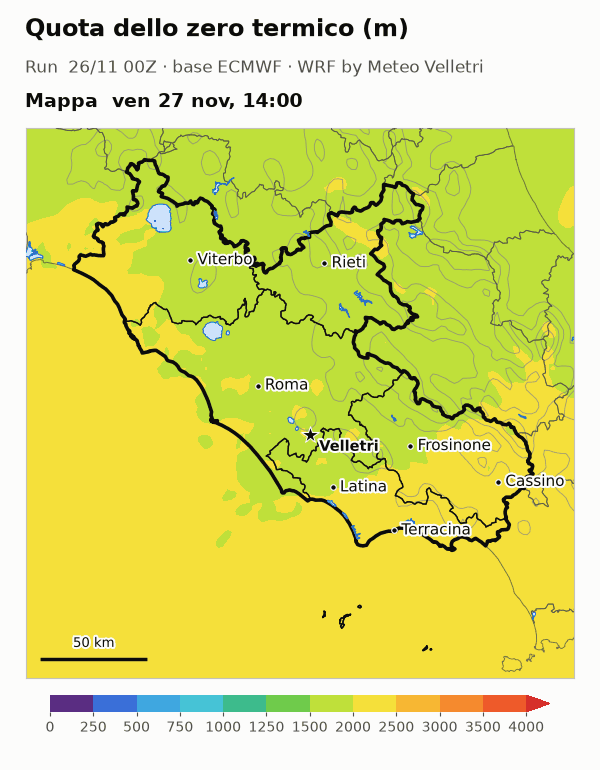 Quota dello zero termico (m)
Run  26/11 00Z · base ECMWF · WRF by Meteo Velletri
Mappa  ven 27 nov, 14:00
Viterbo
Rieti
Roma
Velletri
Frosinone
Latina
Cassino
Terracina
50 km
0 250 500 750 1000 1250 1500 2000 2500 3000 3500 4000